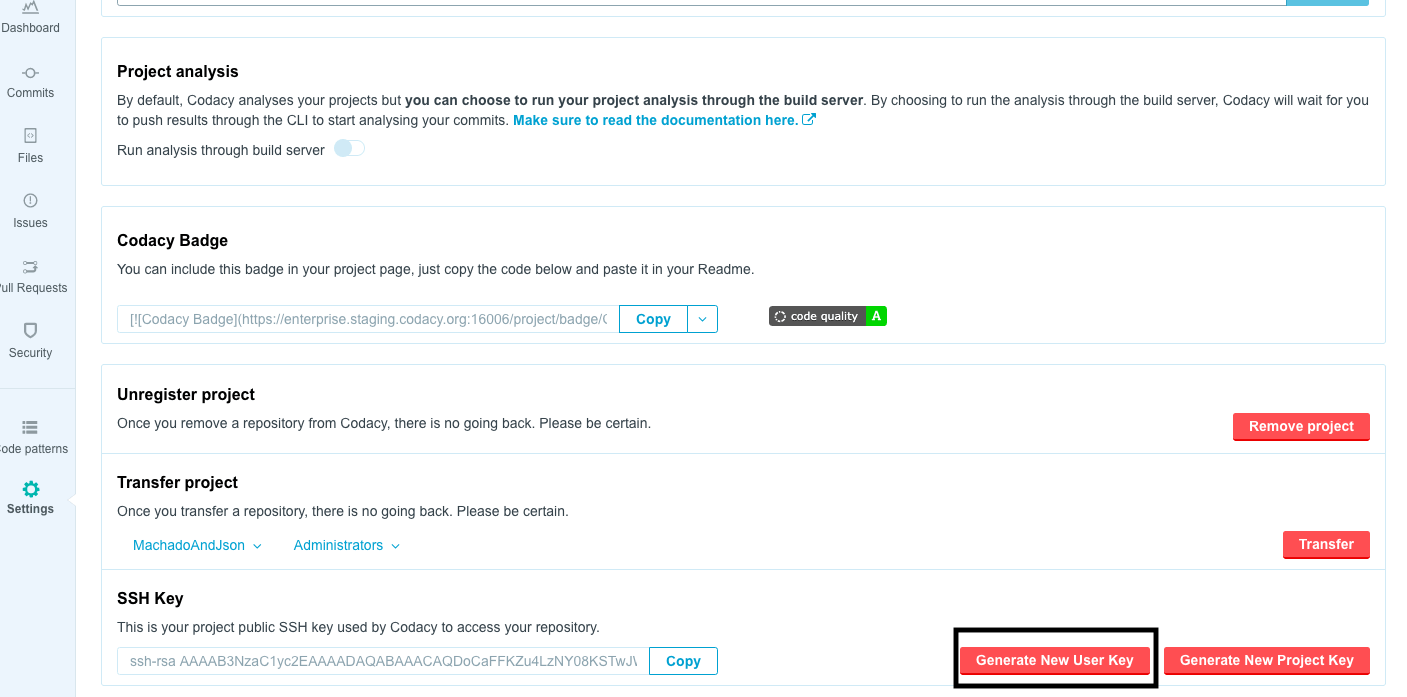 Dashboard
Commits
Files
Issues
ull Requests
Security
ode patterns
Settings
Project analysis
By default, Codacy analyses your projects but you can choose to run your project analysis through the build server. By choosing to run the analysis through the build server, Codacy will wait for you
to push results through the CLI to start analysing your commits. Make sure to read the documentation here.
Run analysis through build server
Codacy Badge
You can include this badge in your project page, just copy the code below and paste it in your Readme.
[![Codacy Badge](https://enterprise.staging.codacy.org:16006/project/badge/ Copy code quality A
Unregister project
Once you remove a repository from Codacy, there is no going back. Please be certain.
Remove project
Transfer project
Once you transfer a repository, there is no going back. Please be certain.
MachadoAndJson Administrators Transfer
SSH Key
This is your project public SSH key used by Codacy to access your repository.
ssh-rsa AAAAB3NzaC1yc2EAAAADAQABAAACAQDoCaFFKZu4LzNY08KSTwJ Copy Generate New User Key Generate New Project Key